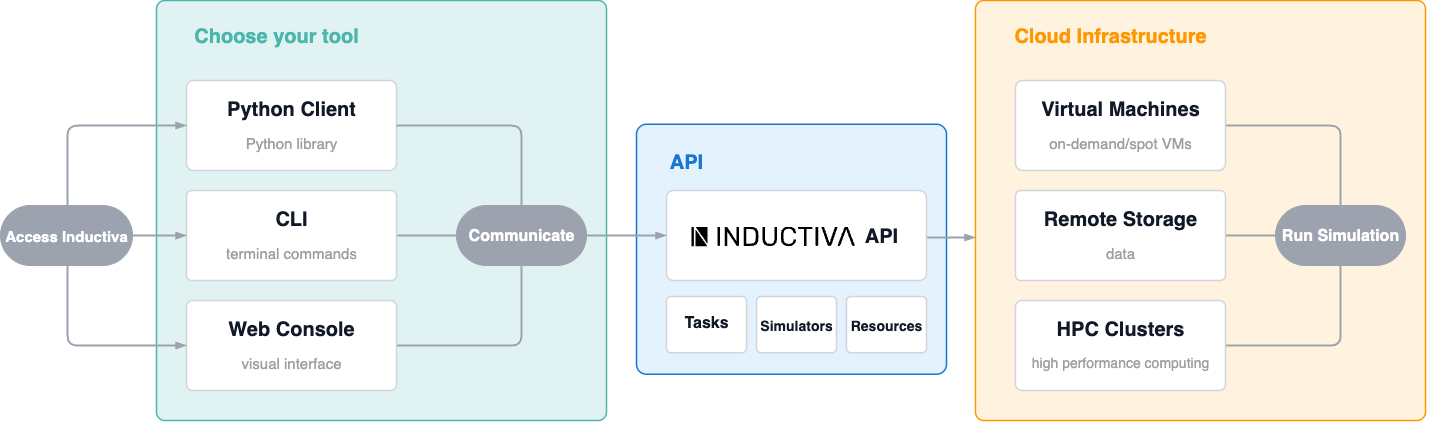 Choose your tool
Python Client
Python library
Access Inductiva
CLI
terminal commands
Web Console
visual interface
Communicate
API
INDUCTIVA API
Tasks
Simulators
Resources
Cloud Infrastructure
Virtual Machines
on-demand/spot VMs
Remote Storage
data
HPC Clusters
high performance computing
Run Simulation